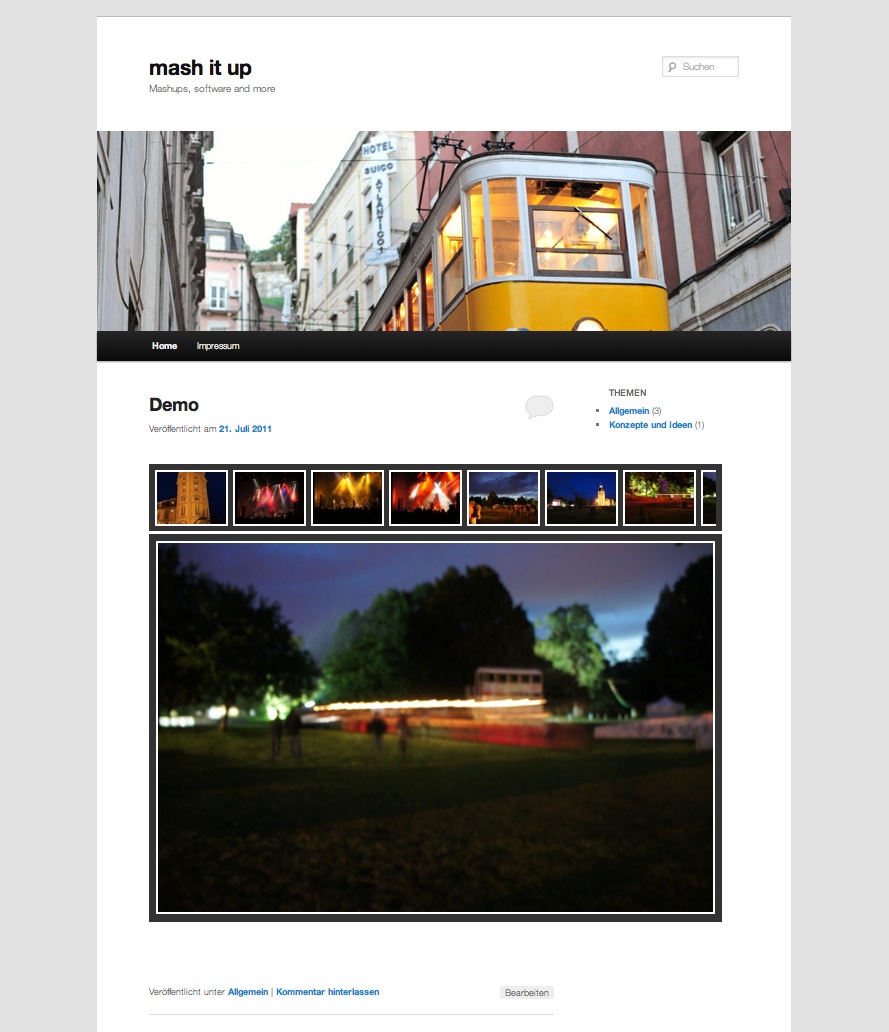 mash it up
Mashups, software and more
Suchen
HOTEL
SUIÇO
ATLANTICO
Home
Impressum
Demo
Veröffentlicht am 21. Juli 2011
THEMEN
Allgemein (3)
Konzepte und Ideen (1)
Veröffentlicht unter Allgemein | Kommentar hinterlassen
Bearbeiten